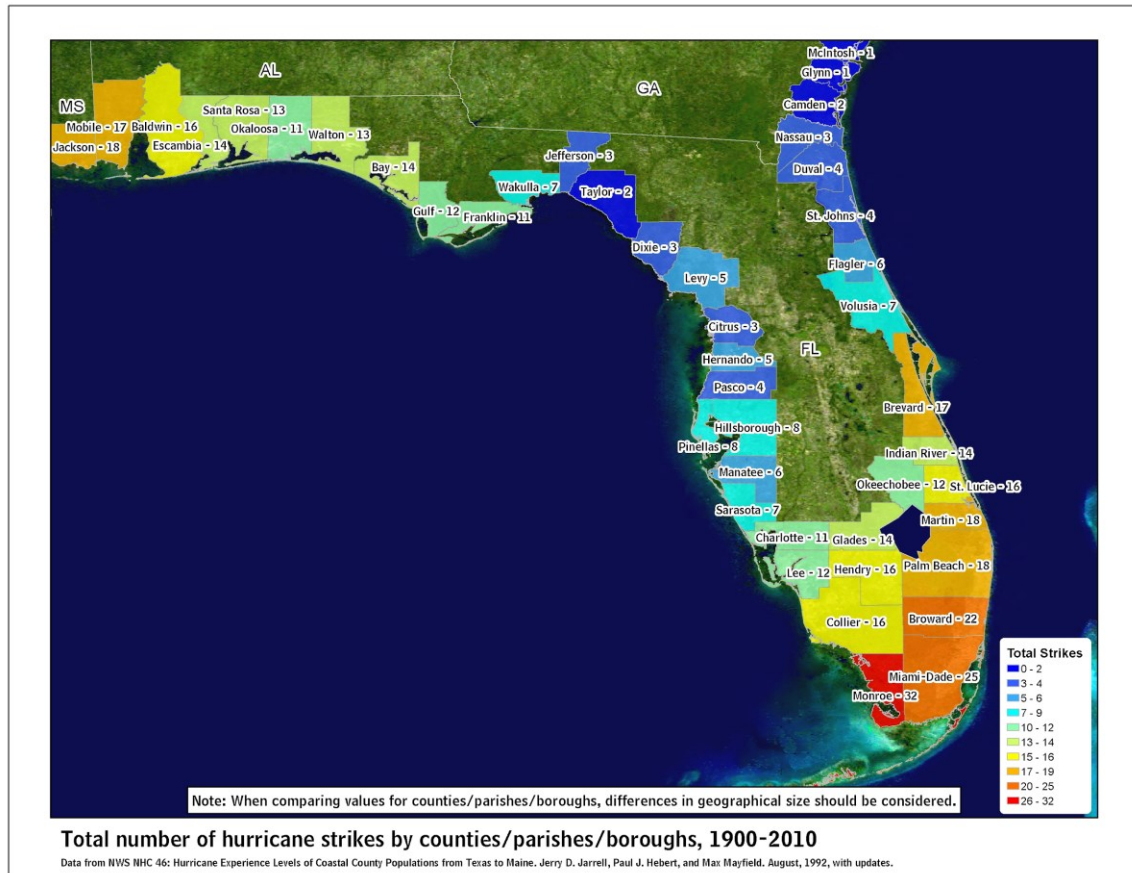 McIntosh - 1
AL
Glynn - 1
GA
MS
Camden - 2
Santa Rosa - 13
Mobile - 17
Baldwin - 16
Okaloosa - 11
Walton - 13
Nassau - 3
Jackson - 18
Escambia - 14
Jefferson - 3
Bay - 14
Duval - 4
Wakulla - 7
Taylor - 2
Gulf - 12
Franklin - 11
St. Johns - 4
Dixie - 3
Flagler - 6
Levy - 5
Volusia - 7
Citrus - 3
FL
Hernando - 5
Pasco - 4
Brevard - 17
Hillsborough - 8
Pinellas - 8
Indian River - 14
Manatee - 6
Okeechobee - 12
St. Lucie - 16
Sarasota - 7
Martin - 18
Charlotte - 11
Glades - 14
Palm Beach - 18
Lee - 12
Hendry - 16
Collier - 16
Broward - 22
Miami-Dade - 25
Monroe - 32
Total Strikes
0 - 2
3 - 4
5 - 6
7 - 9
10 - 12
13 - 14
15 - 16
17 - 19
20 - 25
26 - 32
Note: When comparing values for counties/parishes/boroughs, differences in geographical size should be considered.
Total number of hurricane strikes by counties/parishes/boroughs, 1900-2010
Data from NWS NHC 46: Hurricane Experience Levels of Coastal County Populations from Texas to Maine. Jerry D. Jarrell, Paul J. Hebert, and Max Mayfield. August, 1992, with updates.